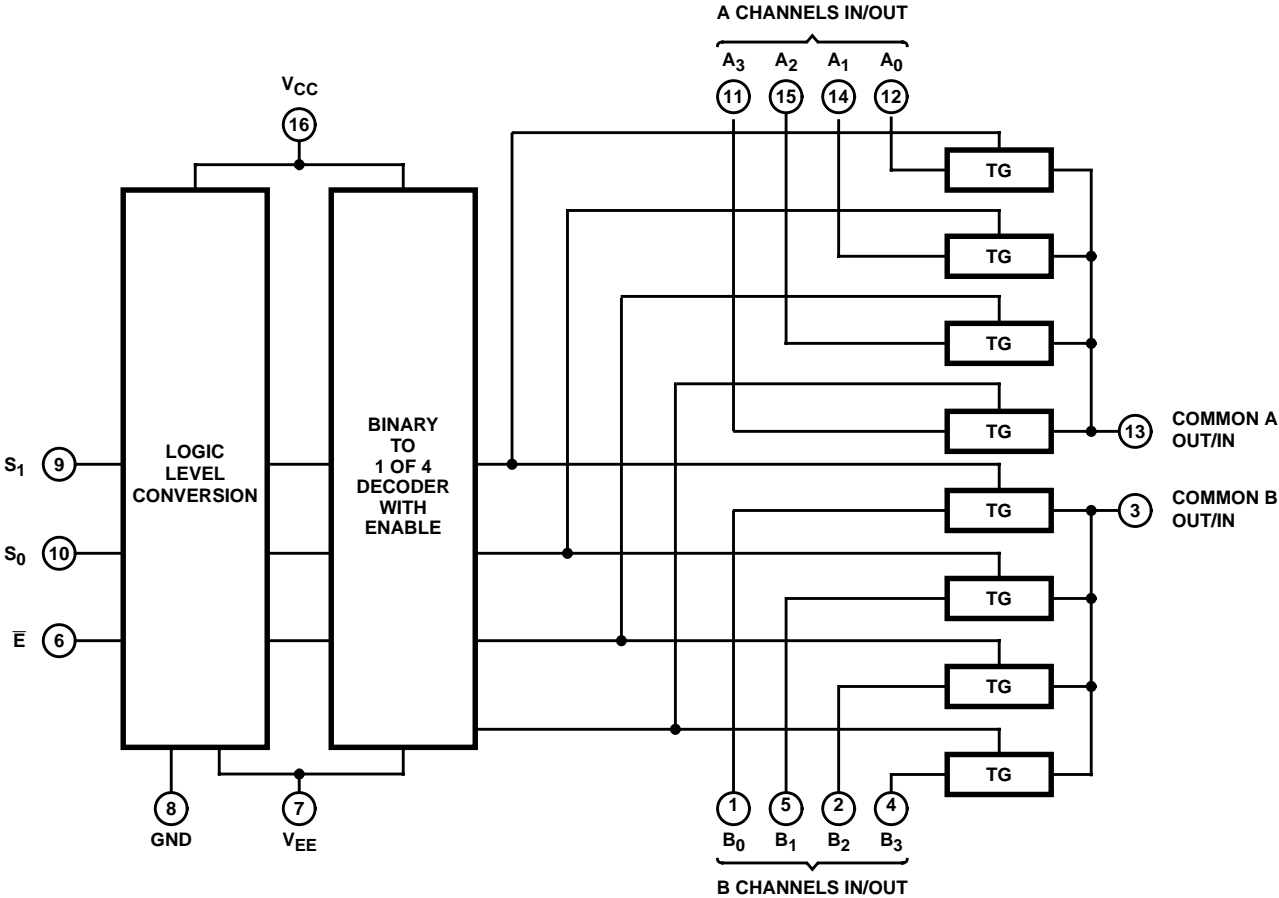 A CHANNELS IN/OUT
A3 A2 A1 A0
11 15 14 12
VCC
16
TG
TG
TG
TG
13 COMMON A
OUT/IN
S1 9
LOGIC
LEVEL
CONVERSION
BINARY
TO
1 OF 4
DECODER
WITH
ENABLE
TG
3 COMMON B
OUT/IN
S0 10
TG
E̅ 6
TG
TG
8
GND
7
VEE
1 5 2 4
B0 B1 B2 B3
B CHANNELS IN/OUT